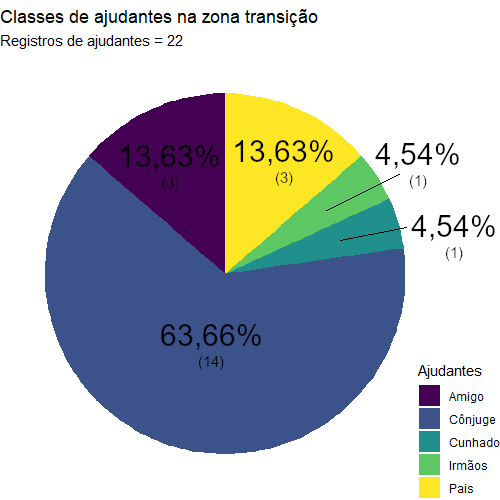 Classes de ajudantes na zona transição
Registros de ajudantes = 22
13,63%
(3)
13,63%
(3)
4,54%
(1)
4,54%
(1)
63,66%
(14)
Ajudantes
Amigo
Cônjuge
Cunhado
Irmãos
Pais